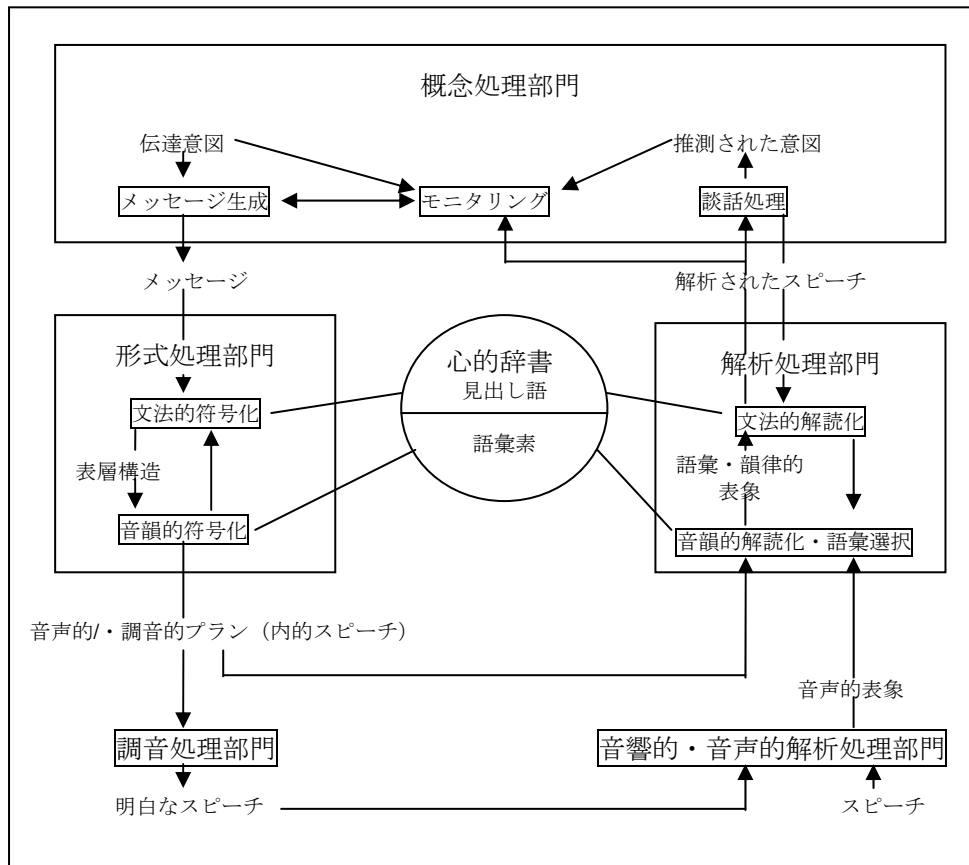 概念処理部門
伝達意図
推測された意図
メッセージ生成
モニタリング
談話処理
メッセージ
解析されたスピーチ
形式処理部門
心的辞書
見出し語
解析処理部門
文法的符号化
文法的解読化
語彙素
表層構造
語彙・韻律的
表象
音韻的符号化
音韻的解読化・語彙選択
音声的/・調音的プラン（内的スピーチ）
音声的表象
調音処理部門
音響的・音声的解析処理部門
明白なスピーチ
スピーチ